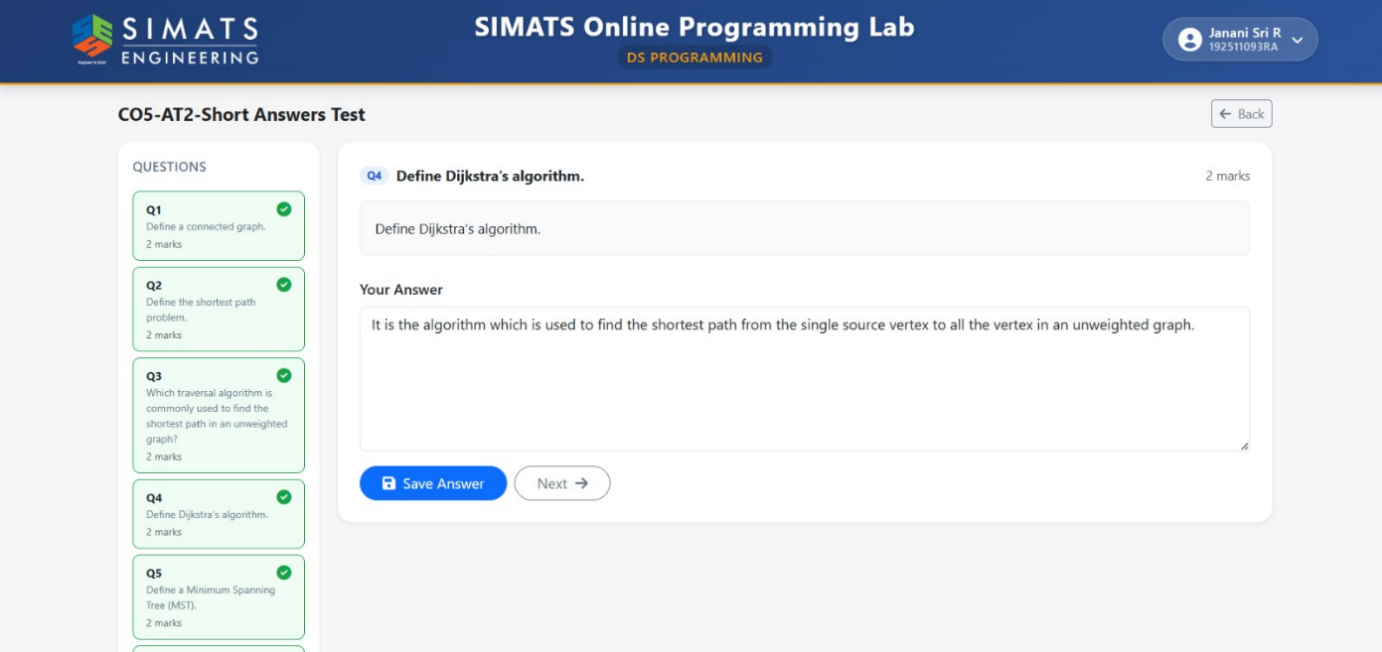 SIMATS
ENGINEERING
SIMATS Online Programming Lab
DS PROGRAMMING
Janani Sri R
192511093RA
CO5-AT2-Short Answers Test
← Back
QUESTIONS
Q1
Define a connected graph.
2 marks
Q2
Define the shortest path
problem.
2 marks
Q3
Which traversal algorithm is
commonly used to find the
shortest path in an unweighted
graph?
2 marks
Q4
Define Dijkstra's algorithm.
2 marks
Q5
Define a Minimum Spanning
Tree (MST).
2 marks
Q4 Define Dijkstra's algorithm. 2 marks
Define Dijkstra's algorithm.
Your Answer
It is the algorithm which is used to find the shortest path from the single source vertex to all the vertex in an unweighted graph.
Save Answer
Next →